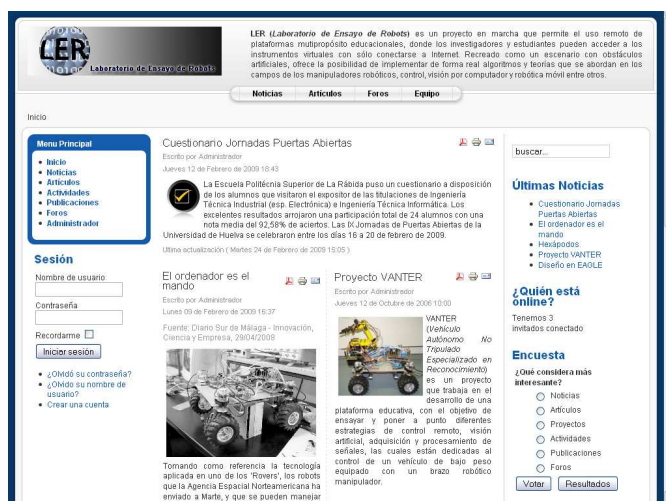 LER
Laboratorio de Ensayo de Robots
LER (Laboratorio de Ensayo de Robots) es un proyecto en marcha que permite el uso remoto de
plataformas mutipropósito educacionales, donde los investigadores y estudiantes pueden acceder a los
instrumentos virtuales con sólo conectarse a Internet. Recreado como un escenario con obstáculos
artificiales, ofrece la posibilidad de implementar de forma real algoritmos y teorías que se abordan en los
campos de los manipuladores robóticos, control, visión por computador y robótica móvil entre otros.
Noticias Artículos Foros Equipo
Inicio
Menu Principal
Inicio
Noticias
Artículos
Actividades
Publicaciones
Foros
Administrador
Sesión
Nombre de usuario
Contraseña
Recordarme
Iniciar sesión
¿Olvidó su contraseña?
¿Olvido su nombre de
usuario?
Crear una cuenta
Cuestionario Jornadas Puertas Abiertas
Escrito por Administrador
Jueves 12 de Febrero de 2009 18:43
La Escuela Politécnia Superior de La Rábida puso un cuestionario a disposición
de los alumnos que visitaron el expositor de las titulaciones de Ingeniería
Técnica Industrial (esp. Electrónica) e Ingeniería Técnica Informática. Los
excelentes resultados arrojaron una participación total de 24 alumnos con una
nota media del 92,58% de aciertos. Las IX Jornadas de Puertas Abiertas de la
Universidad de Huelva se celebraron entre los días 16 a 20 de febrero de 2009.
Ultima actualización ( Martes 24 de Febrero de 2009 15:05 )
El ordenador es el
mando
Escrito por Administrador
Lunes 09 de Febrero de 2009 16:37
Fuente: Diario Sur de Málaga - Innovación,
Ciencia y Empresa, 29/04/2008
Tomando como referencia la tecnología
aplicada en uno de los 'Rovers', los robots
que la Agencia Espacial Norteamericana ha
enviado a Marte, y que se pueden manejar
Proyecto VANTER
Escrito por Administrador
Jueves 12 de Octubre de 2006 10:00
VANTER
(Vehículo
Autónomo No
Tripulado
Especializado en
Reconocimiento)
es un proyecto
que trabaja en el
desarrollo de una
plataforma educativa, con el objetivo de
ensayar y poner a punto diferentes
estrategias de control remoto, visión
artificial, adquisición y procesamiento de
señales, las cuales están dedicadas al
control de un vehículo de bajo peso
equipado con un brazo robótico
manipulador.
buscar...
Últimas Noticias
Cuestionario Jornadas
Puertas Abiertas
El ordenador es el
mando
Hexápodos
Proyecto VANTER
Diseño en EAGLE
¿Quién está
online?
Tenemos 3
invitados conectado
Encuesta
¿Qué considera más
interesante?
Noticias
Artículos
Proyectos
Actividades
Publicaciones
Foros
Votar Resultados